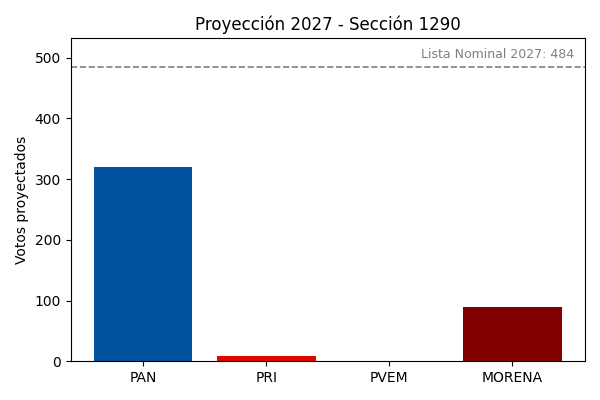 Proyección 2027 - Sección 1290
Lista Nominal 2027: 484
Votos proyectados
500
400
300
200
100
0
PAN PRI PVEM MORENA